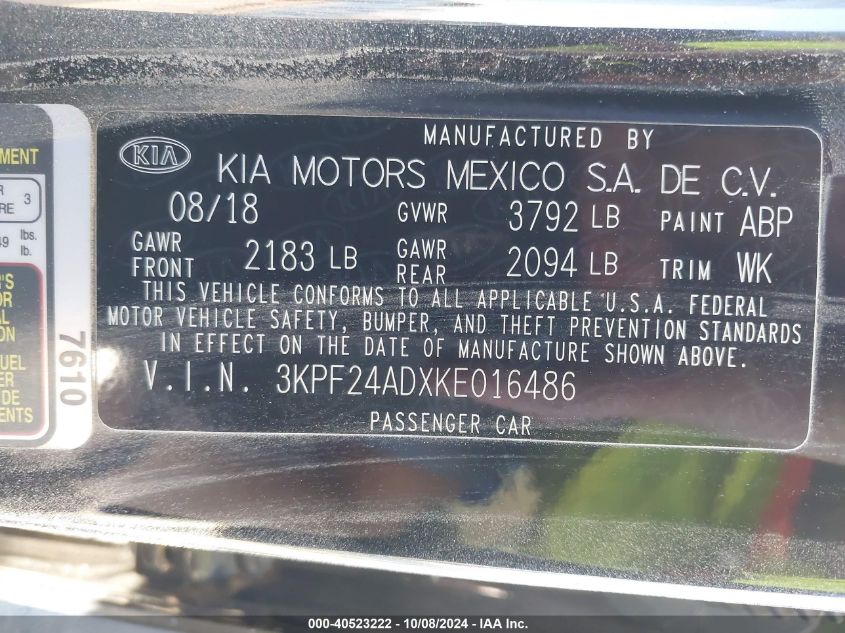 MANUFACTURED BY
KIA KIA MOTORS MEXICO S.A. DE C.V.
08/18 GVWR 3792 LB PAINT ABP
GAWR FRONT 2183 LB GAWR REAR 2094 LB TRIM WK
THIS VEHICLE CONFORMS TO ALL APPLICABLE U.S.A. FEDERAL
MOTOR VEHICLE SAFETY, BUMPER, AND THEFT PREVENTION STANDARDS
IN EFFECT ON THE DATE OF MANUFACTURE SHOWN ABOVE.
V.I.N. 3KPF24ADXKE016486
PASSENGER CAR
7610
3
lbs.
lb.
000-40523222 - 10/08/2024 - IAA Inc.